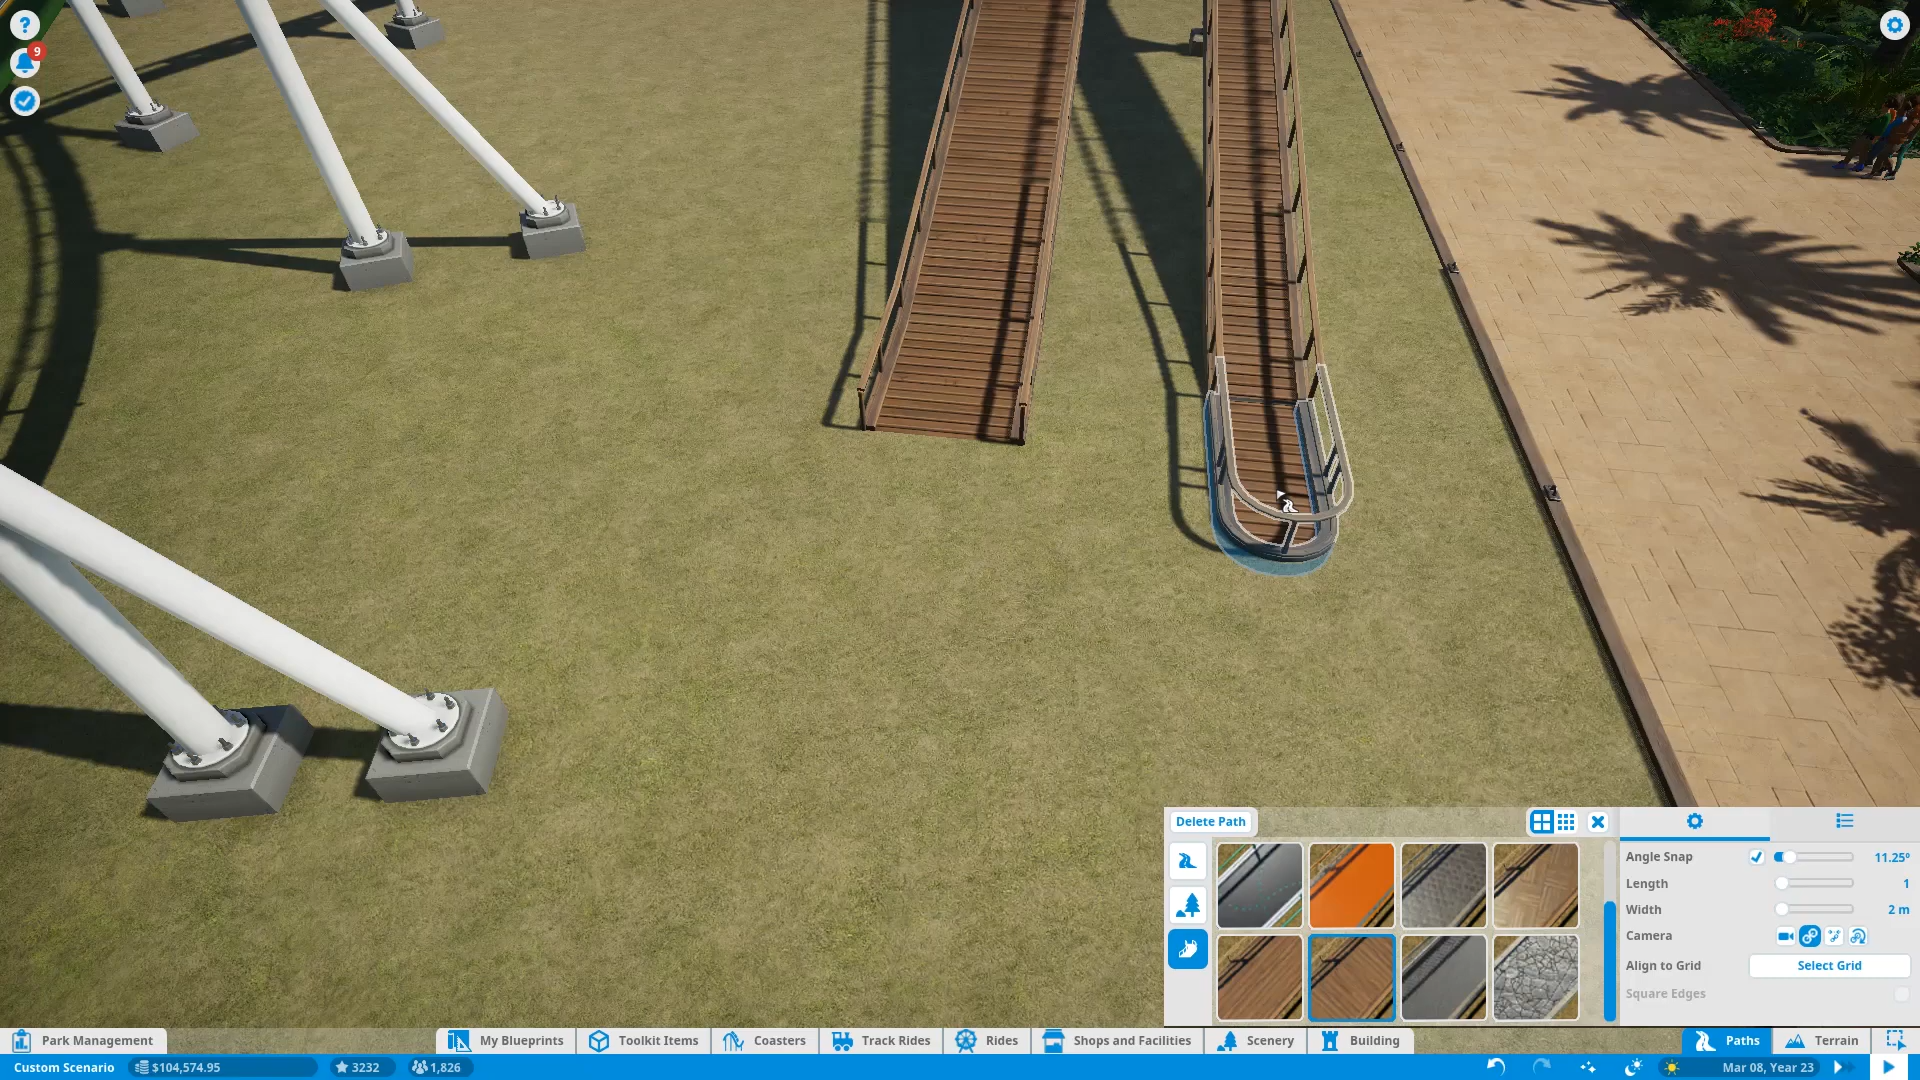 ?
9
Delete Path
Angle Snap 11.25°
Length 1
Width 2 m
Camera
Align to Grid Select Grid
Square Edges
Park Management My Blueprints Toolkit Items Coasters Track Rides Rides Shops and Facilities Scenery Building Paths Terrain
Custom Scenario $104,574.95 3232 1,826 Mar 08, Year 23